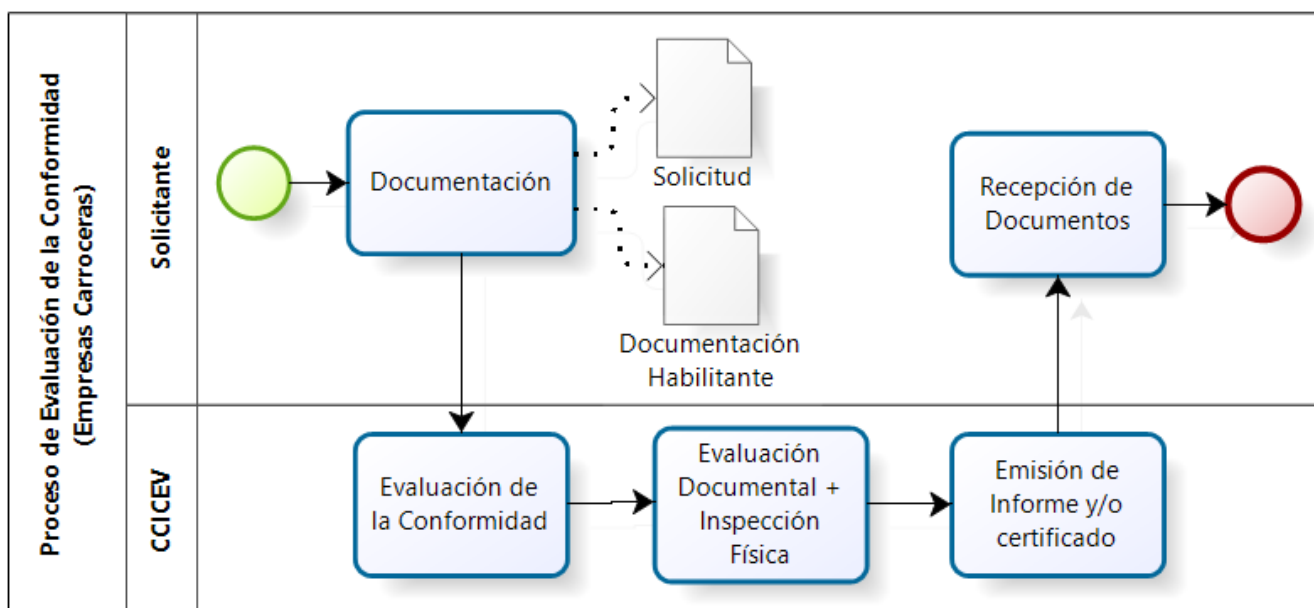 Proceso de Evaluación de la Conformidad
(Empresas Carroceras)
Solicitante
Documentación
Solicitud
Documentación
Habilitante
Recepción de
Documentos
CCICEV
Evaluación de
la Conformidad
Evaluación
Documental +
Inspección
Física
Emisión de
Informe y/o
certificado